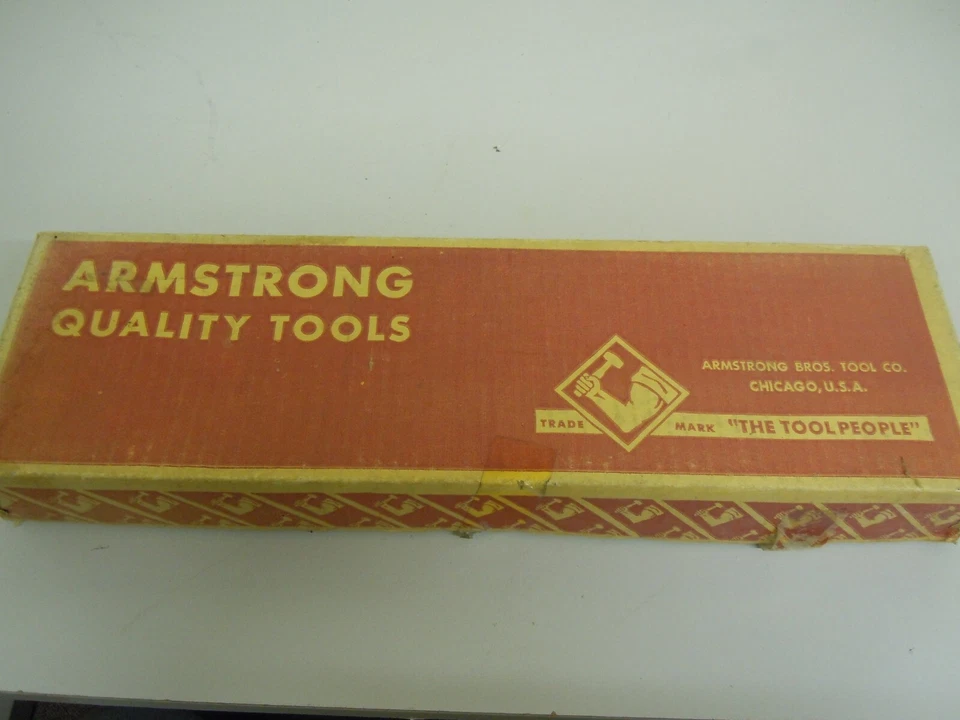 ARMSTRONG
QUALITY TOOLS
ARMSTRONG BROS. TOOL CO.
CHICAGO, U.S.A.
TRADE MARK "THE TOOL PEOPLE"